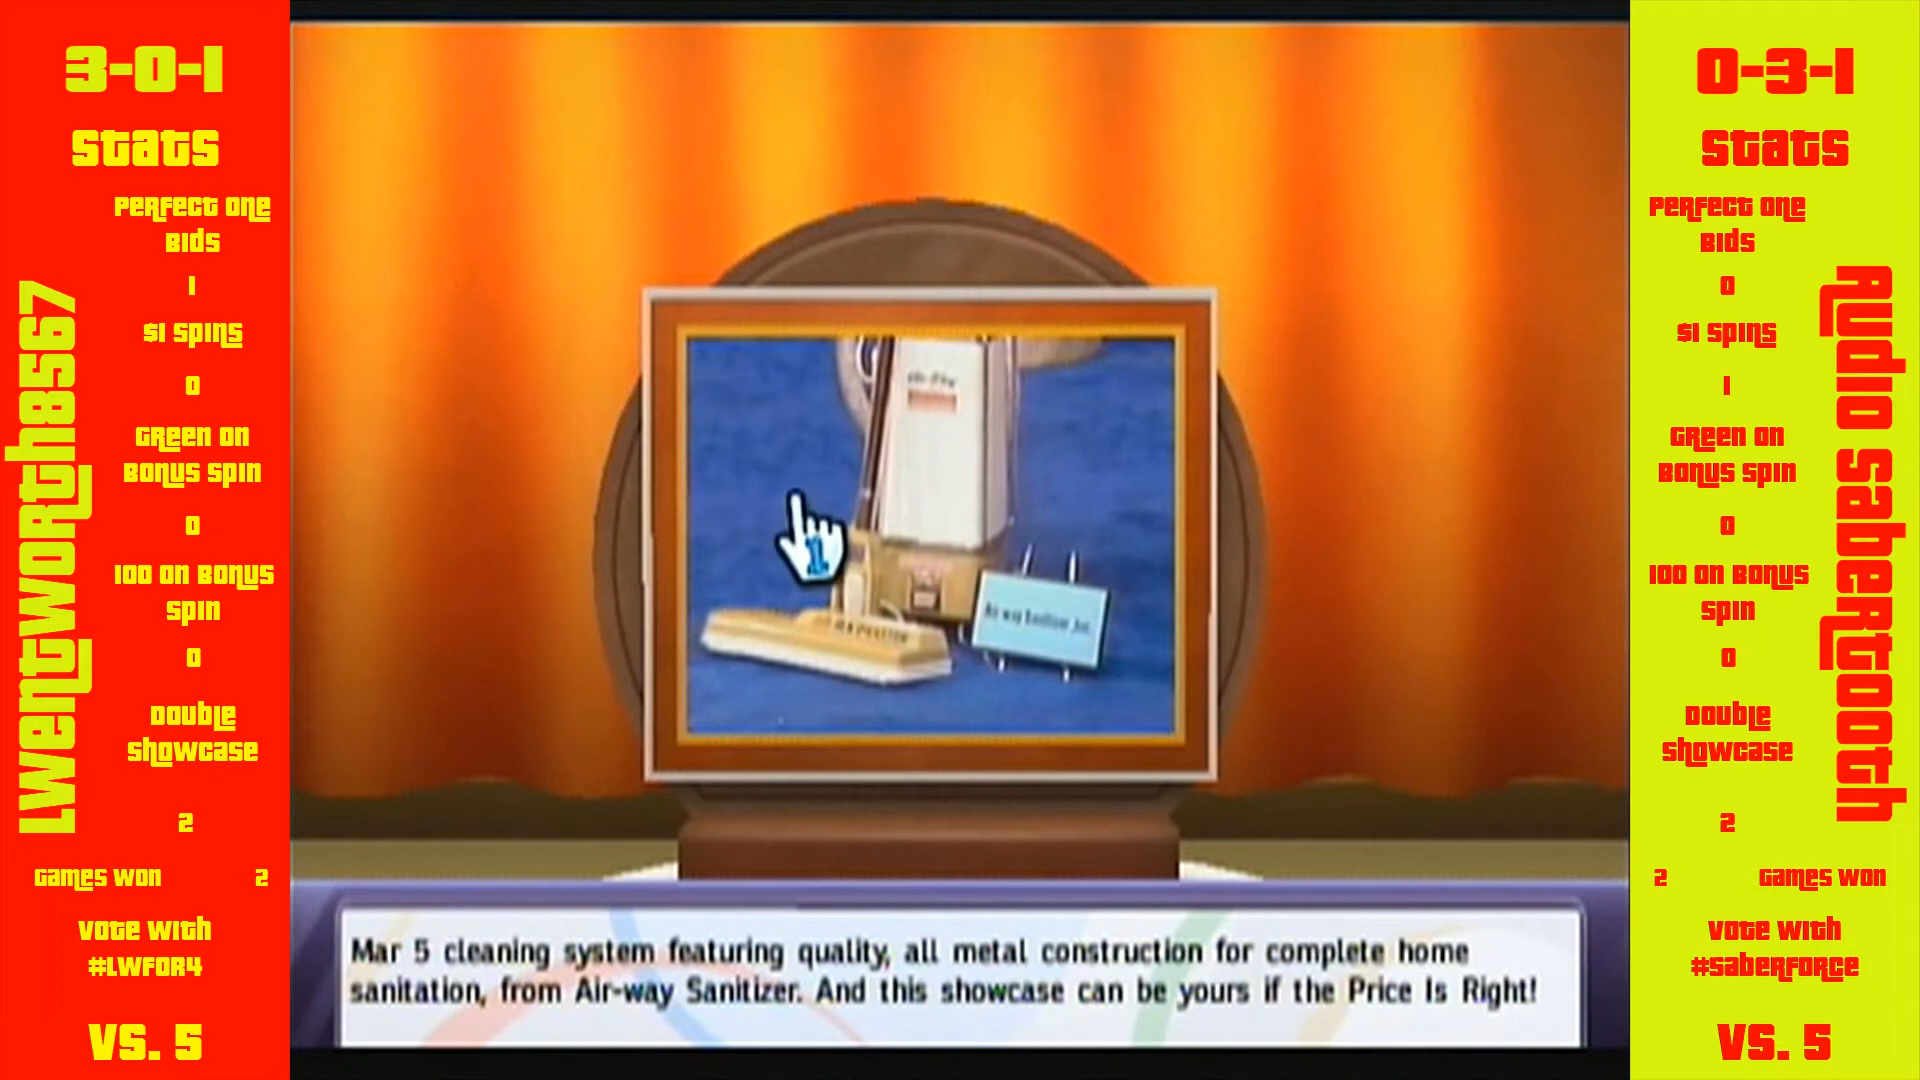 3-0-1
Stats
Perfect One
Bids
1
$1 Spins
0
Green on
Bonus Spin
0
100 on Bonus
Spin
0
Double
Showcase
2
Games Won 2
Vote with
#LWFOR4
VS. 5
LWentworth8567
Air-way Sanitizer, Inc.
1
Mar 5 cleaning system featuring quality, all metal construction for complete home
sanitation, from Air-way Sanitizer. And this showcase can be yours if the Price Is Right!
0-3-1
Stats
Perfect One
Bids
0
$1 Spins
1
Green on
Bonus Spin
0
100 on Bonus
Spin
0
Double
Showcase
2
2 Games Won
Vote with
#SaberForce
VS. 5
Audio Sabertooth